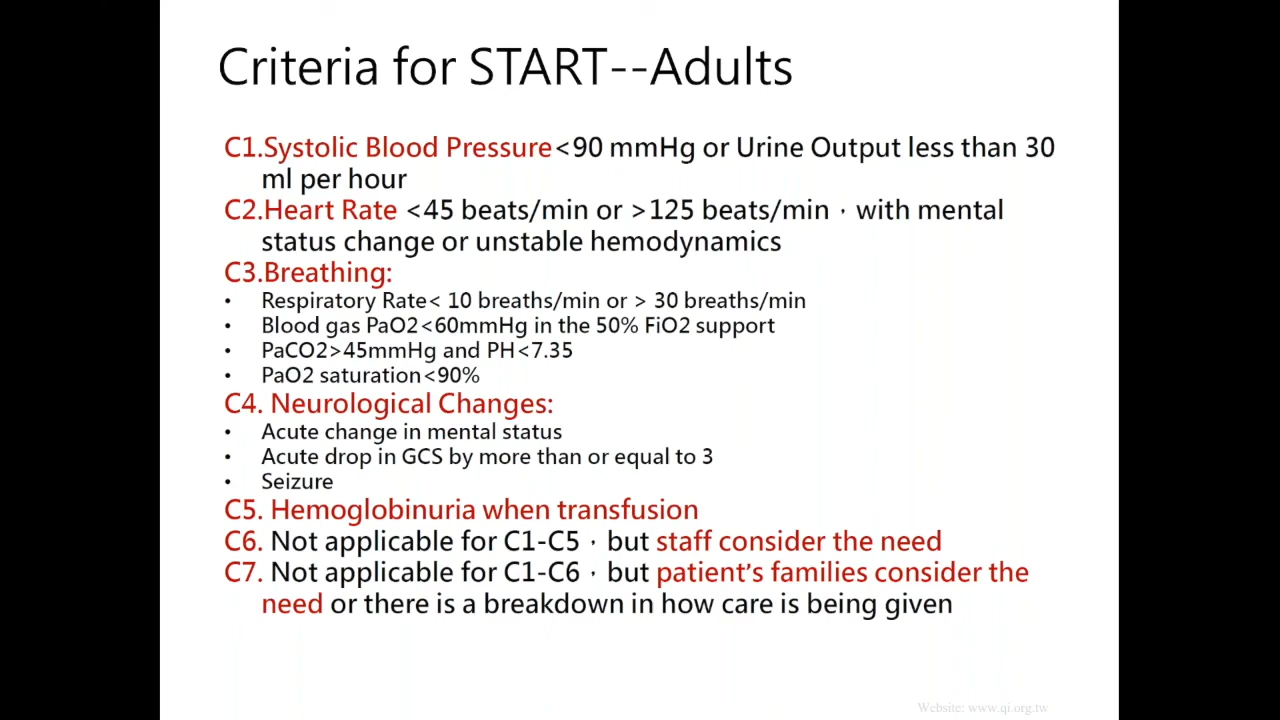 Criteria for START--Adults
C1.Systolic Blood Pressure<90 mmHg or Urine Output less than 30
ml per hour
C2.Heart Rate <45 beats/min or >125 beats/min，with mental
status change or unstable hemodynamics
C3.Breathing:
• Respiratory Rate< 10 breaths/min or > 30 breaths/min
• Blood gas PaO2<60mmHg in the 50% FiO2 support
• PaCO2>45mmHg and PH<7.35
• PaO2 saturation<90%
C4. Neurological Changes:
• Acute change in mental status
• Acute drop in GCS by more than or equal to 3
• Seizure
C5. Hemoglobinuria when transfusion
C6. Not applicable for C1-C5，but staff consider the need
C7. Not applicable for C1-C6，but patient’s families consider the
need or there is a breakdown in how care is being given
Website: www.qi.org.tw